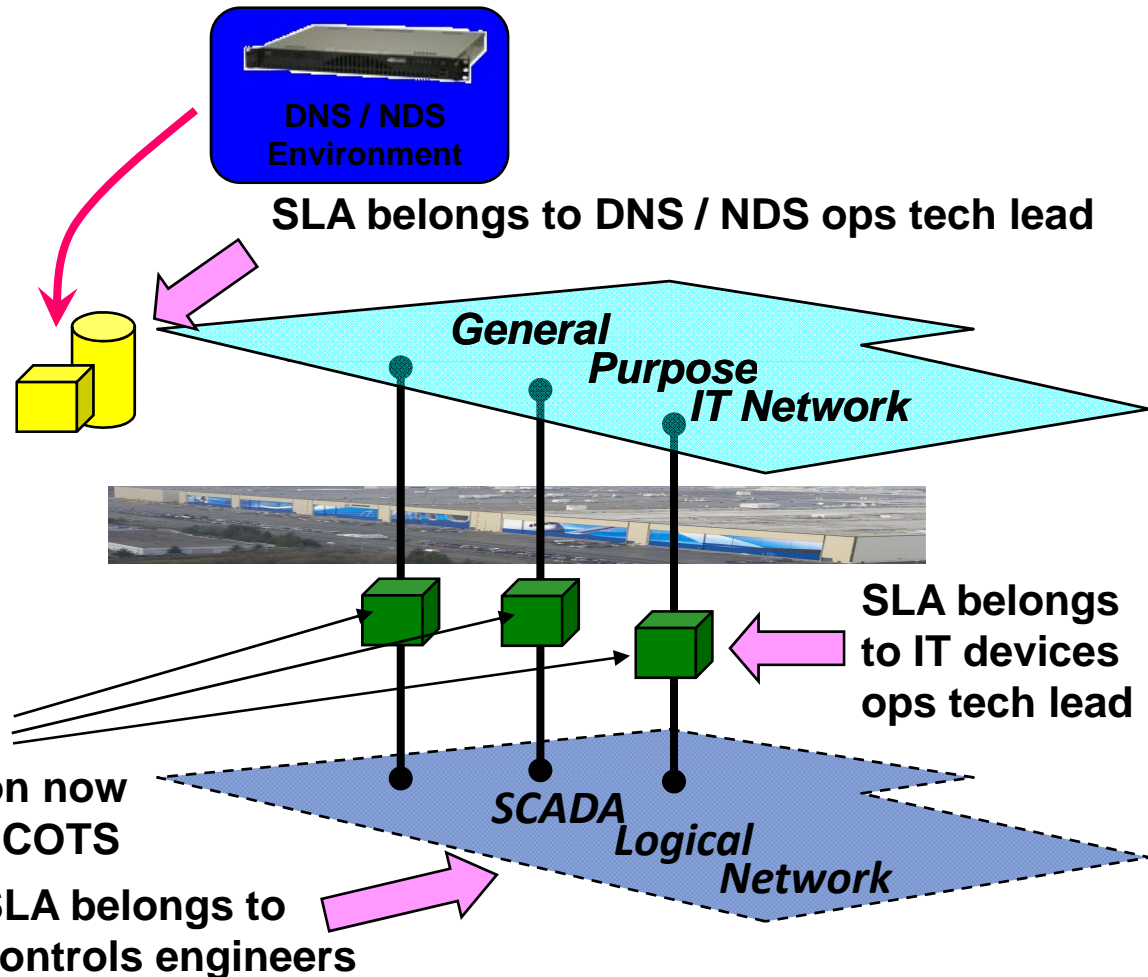 DNS / NDS
Environment
SLA belongs to DNS / NDS ops tech lead
General
Purpose
IT Network
SLA belongs
to IT devices
ops tech lead
on now
COTS
SCADA
Logical
Network
SLA belongs to
ontrols engineers